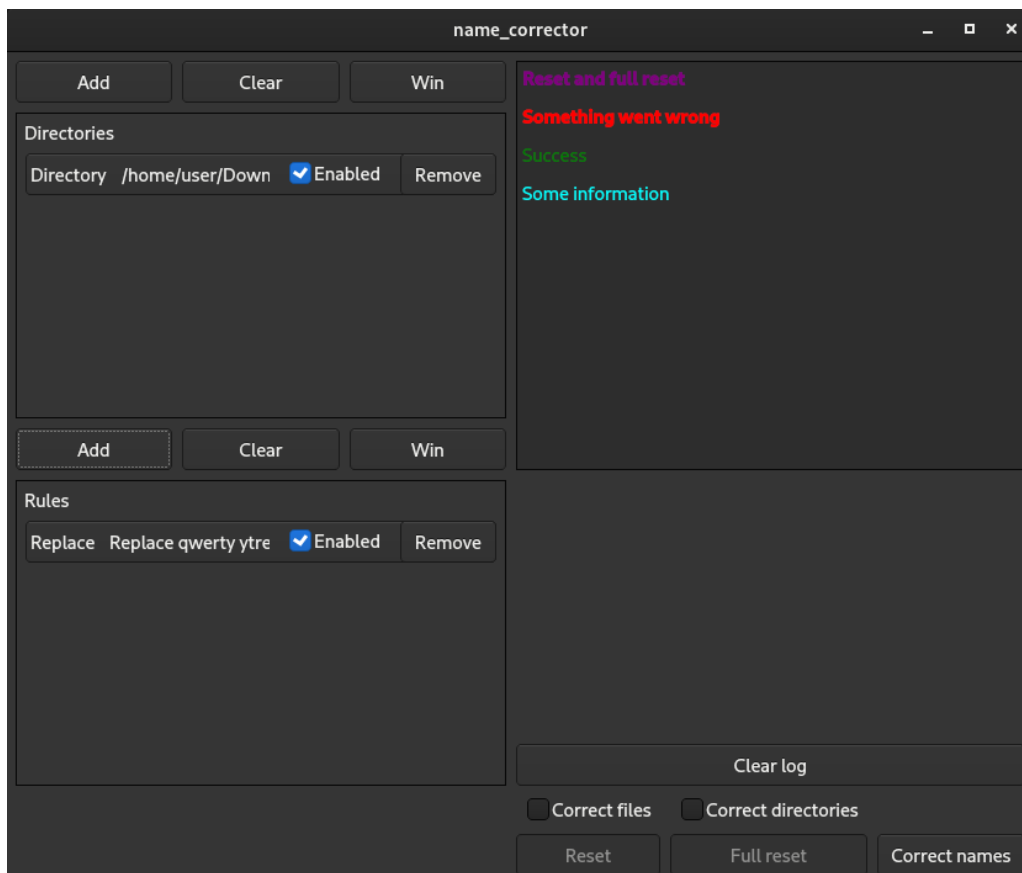 name_corrector
Add Clear Win
Directories
Directory /home/user/Down Enabled Remove
Add Clear Win
Rules
Replace Replace qwerty ytre Enabled Remove
Reset and full reset
Something went wrong
Success
Some information
Clear log
Correct files Correct directories
Reset Full reset Correct names